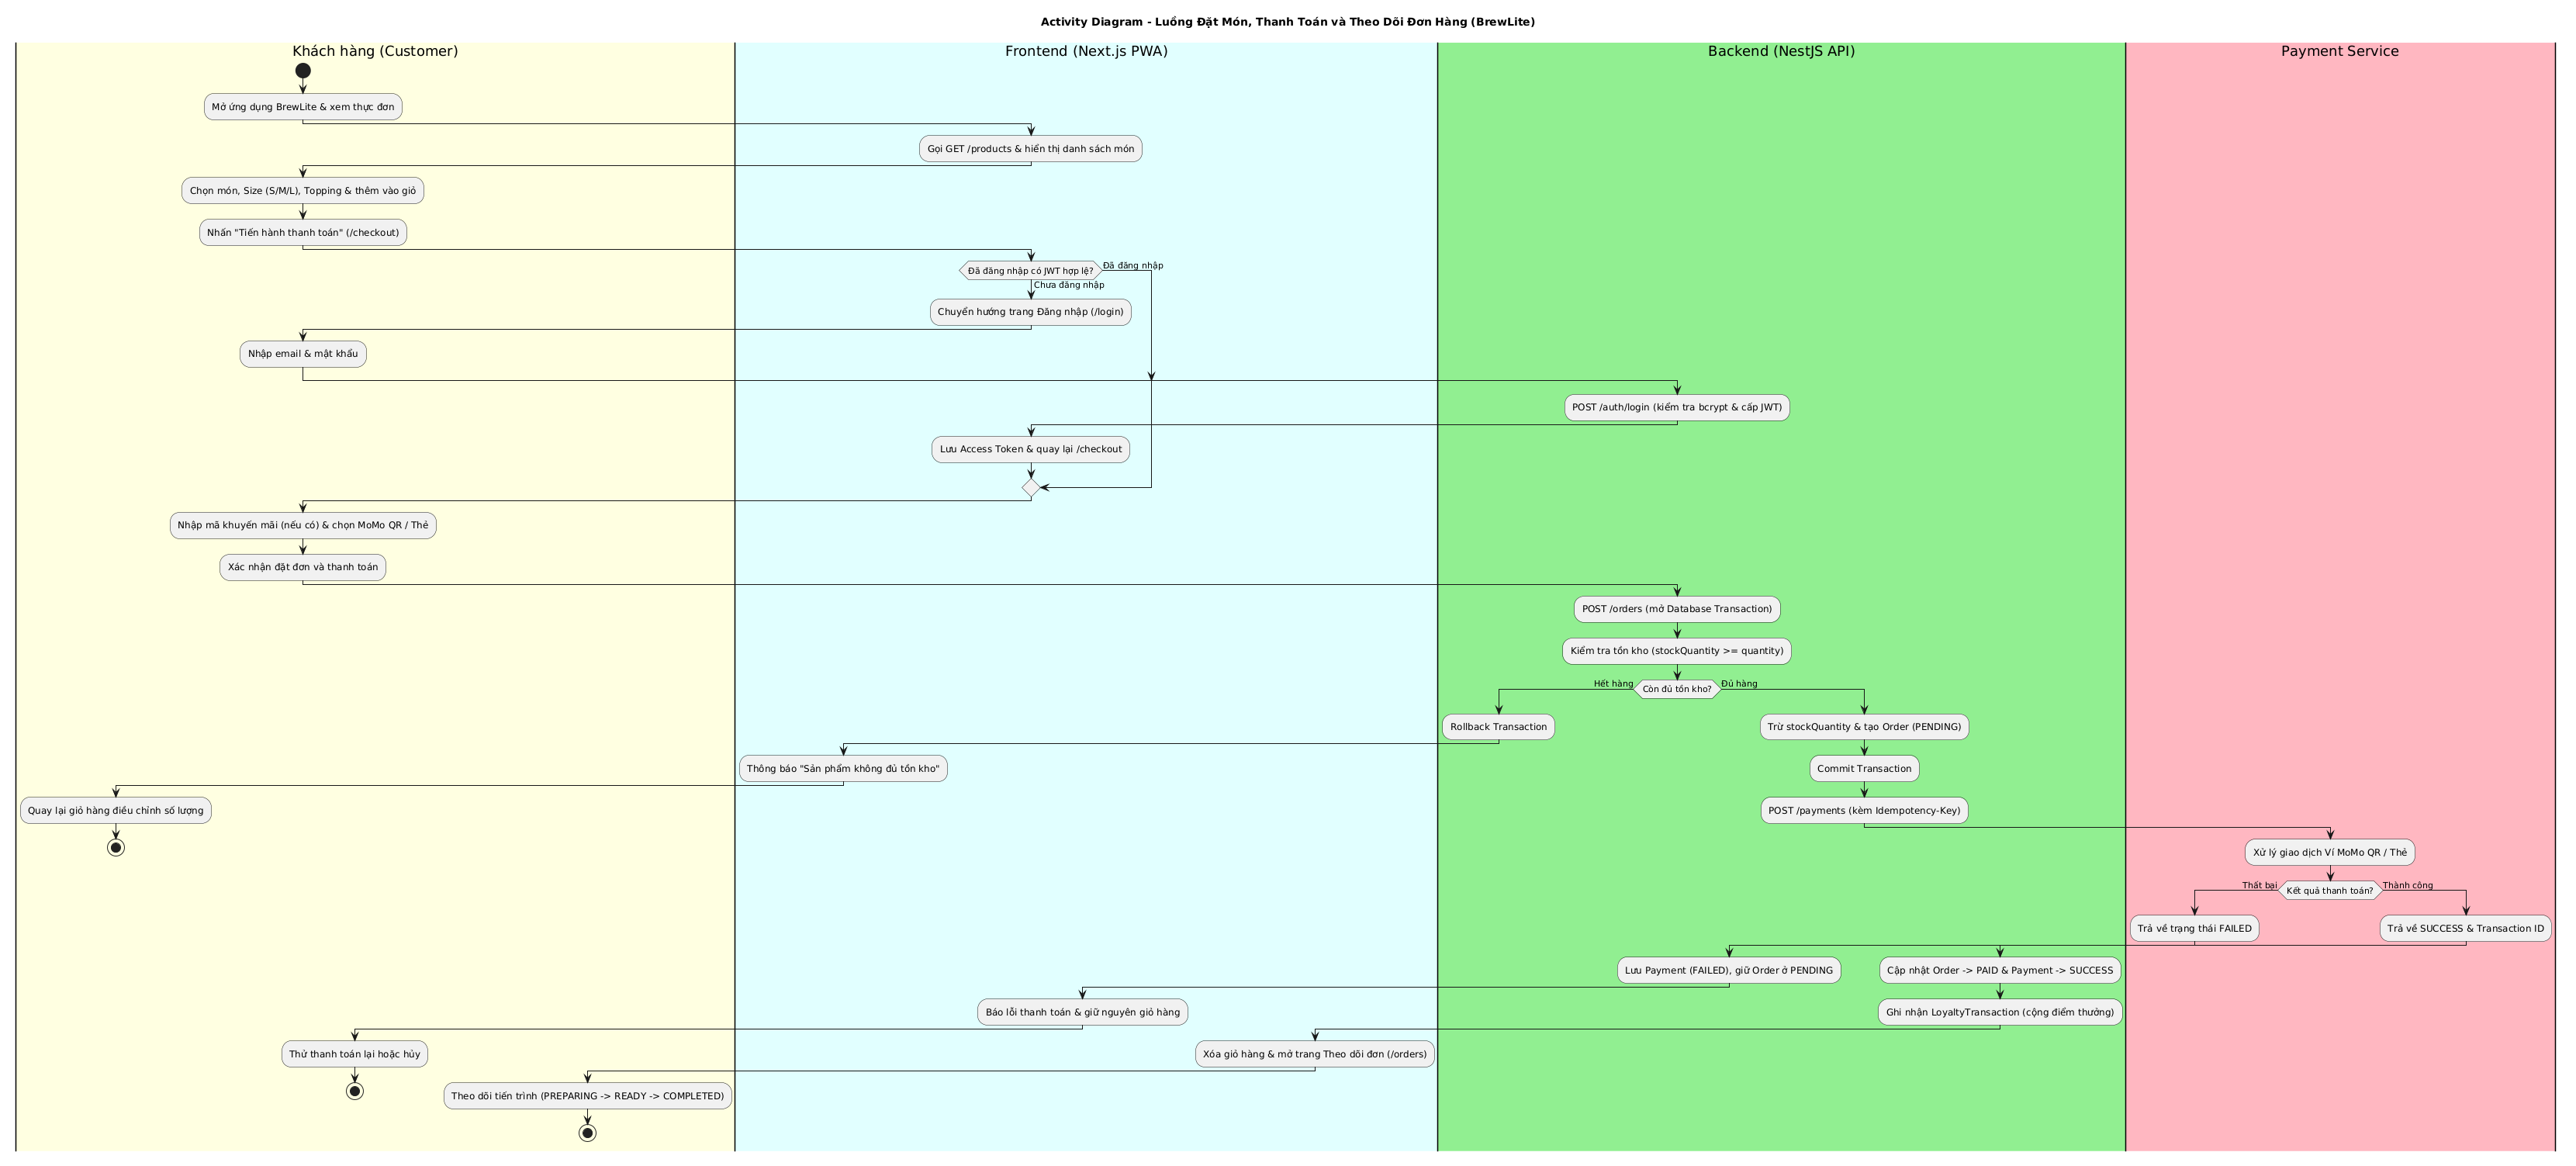 Activity Diagram - Luồng Đặt Món, Thanh Toán và Theo Dõi Đơn Hàng (BrewLite)
Khách hàng (Customer)
Frontend (Next.js PWA)
Backend (NestJS API)
Payment Service
Mở ứng dụng BrewLite & xem thực đơn
Gọi GET /products & hiển thị danh sách món
Chọn món, Size (S/M/L), Topping & thêm vào giỏ
Nhấn "Tiến hành thanh toán" (/checkout)
Đã đăng nhập có JWT hợp lệ?
Đã đăng nhập
Chưa đăng nhập
Chuyển hướng trang Đăng nhập (/login)
Nhập email & mật khẩu
POST /auth/login (kiểm tra bcrypt & cấp JWT)
Lưu Access Token & quay lại /checkout
Nhập mã khuyến mãi (nếu có) & chọn MoMo QR / Thẻ
Xác nhận đặt đơn và thanh toán
POST /orders (mở Database Transaction)
Kiểm tra tồn kho (stockQuantity >= quantity)
Hết hàng
Còn đủ tồn kho?
Đủ hàng
Rollback Transaction
Trừ stockQuantity & tạo Order (PENDING)
Thông báo "Sản phẩm không đủ tồn kho"
Commit Transaction
Quay lại giỏ hàng điều chỉnh số lượng
POST /payments (kèm Idempotency-Key)
Xử lý giao dịch Ví MoMo QR / Thẻ
Thất bại
Kết quả thanh toán?
Thành công
Trả về trạng thái FAILED
Trả về SUCCESS & Transaction ID
Lưu Payment (FAILED), giữ Order ở PENDING
Cập nhật Order -> PAID & Payment -> SUCCESS
Báo lỗi thanh toán & giữ nguyên giỏ hàng
Ghi nhận LoyaltyTransaction (cộng điểm thưởng)
Thử thanh toán lại hoặc hủy
Xóa giỏ hàng & mở trang Theo dõi đơn (/orders)
Theo dõi tiến trình (PREPARING -> READY -> COMPLETED)